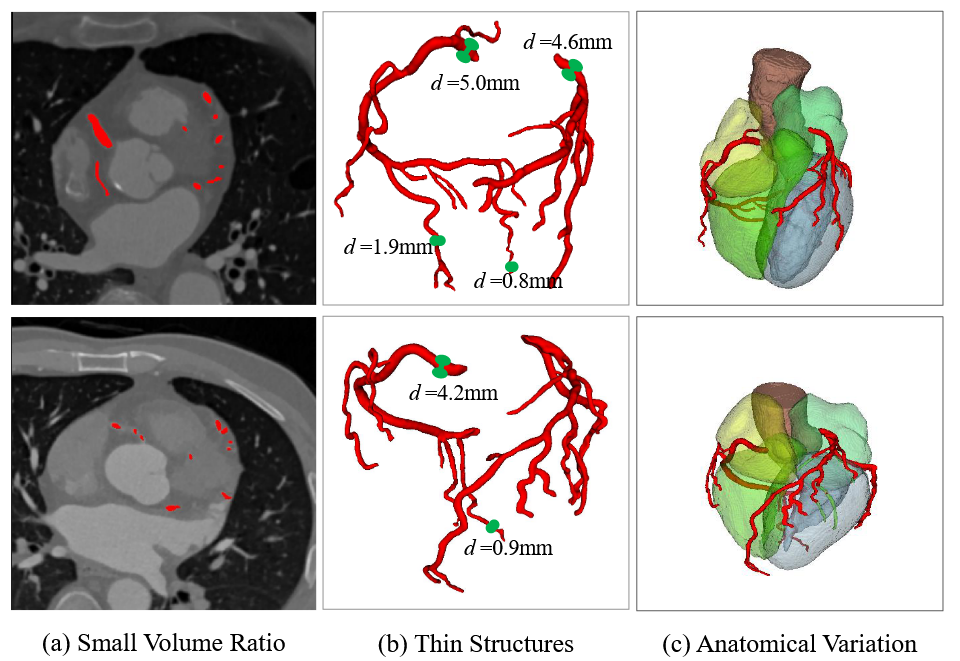 d=4.6mm
d=5.0mm
d=1.9mm
d=0.8mm
d=4.2mm
d=0.9mm
(a) Small Volume Ratio
(b) Thin Structures
(c) Anatomical Variation